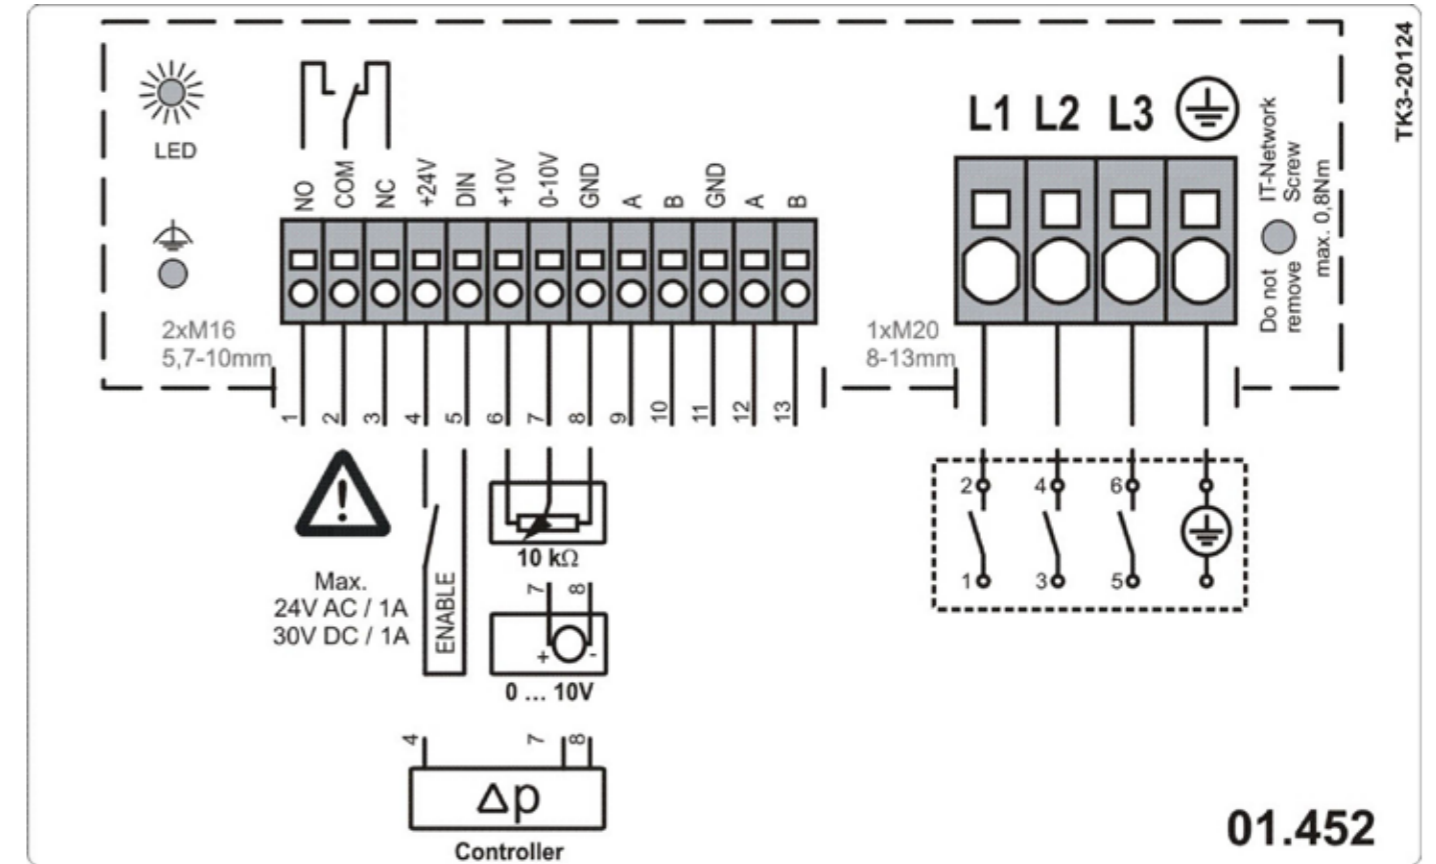 TK3-20124
LED
2xM16
5,7-10mm
NO
COM
NC
+24V
DIN
+10V
0-10V
GND
A
B
GND
A
B
1
2
3
4
5
6
7
8
9
10
11
12
13
L1 L2 L3
IT-Network
Screw
Do not
remove
max. 0,8Nm
1xM20
8-13mm
!
Max.
24V AC / 1A
30V DC / 1A
ENABLE
10 kΩ
7
8
+ -
0 ... 10V
4
7
8
Δp
Controller
2 4 6
1 3 5
01.452